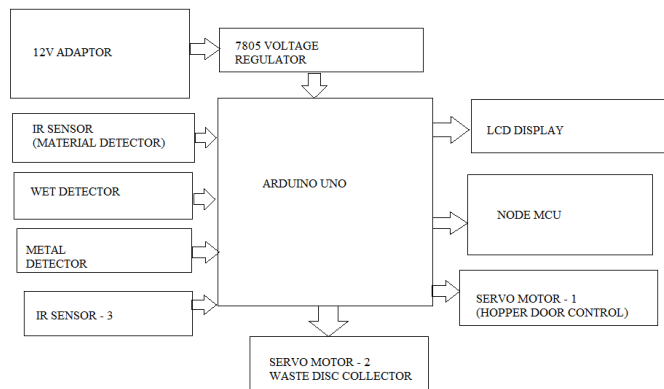 12V ADAPTOR
7805 VOLTAGE
REGULATOR
IR SENSOR
(MATERIAL DETECTOR)
WET DETECTOR
METAL
DETECTOR
IR SENSOR - 3
ARDUINO UNO
LCD DISPLAY
NODE MCU
SERVO MOTOR - 1
(HOPPER DOOR CONTROL)
SERVO MOTOR - 2
WASTE DISC COLLECTOR